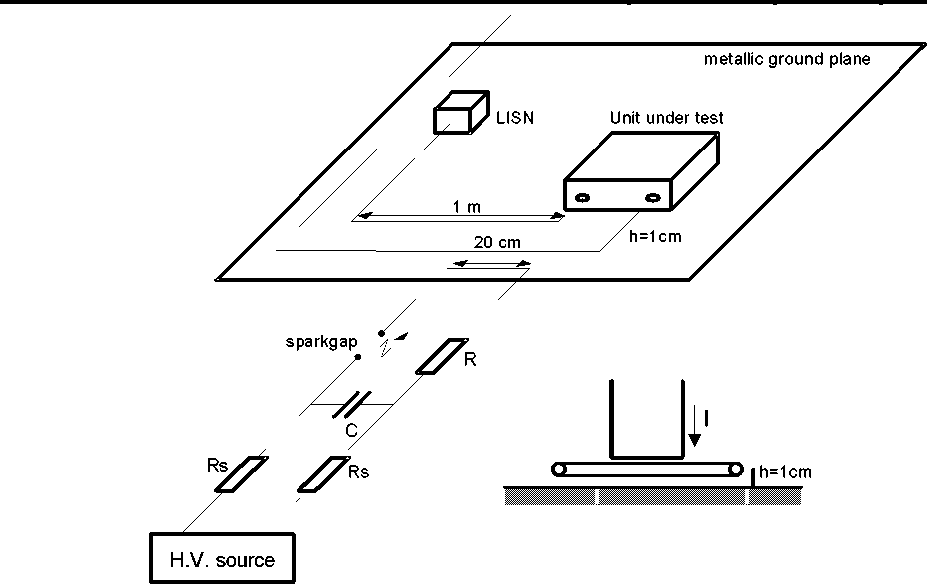 metallic ground plane
LISN
Unit under test
1 m
h=1cm
20 cm
sparkgap
R
C
Rs
Rs
I
h=1cm
H.V. source